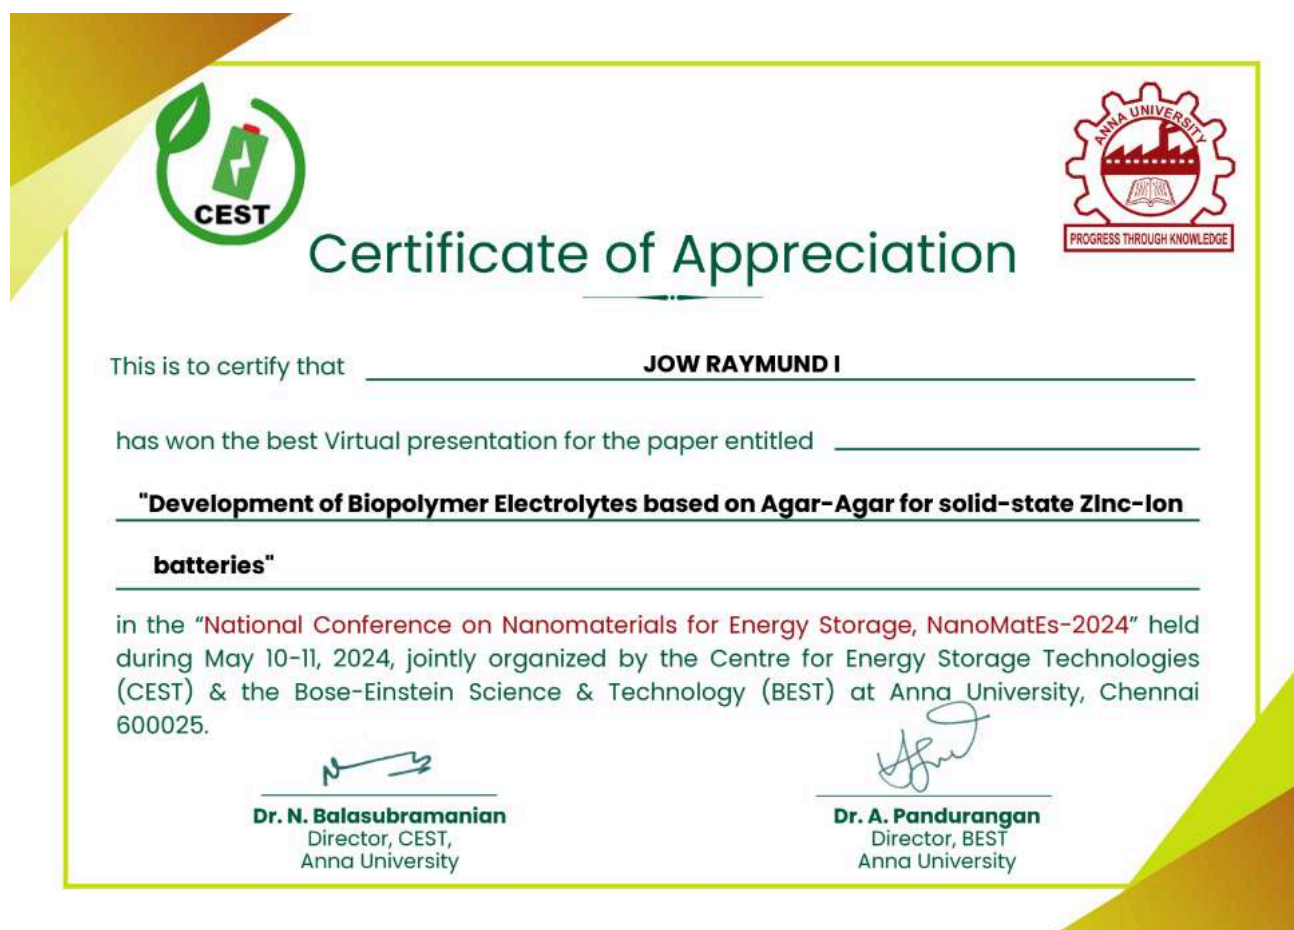 CEST
ANNA UNIVERSITY
PROGRESS THROUGH KNOWLEDGE
Certificate of Appreciation
This is to certify that JOW RAYMUND I
has won the best Virtual presentation for the paper entitled
"Development of Biopolymer Electrolytes based on Agar-Agar for solid-state ZInc-Ion
batteries"
in the “National Conference on Nanomaterials for Energy Storage, NanoMatEs-2024” held
during May 10-11, 2024, jointly organized by the Centre for Energy Storage Technologies
(CEST) & the Bose-Einstein Science & Technology (BEST) at Anna University, Chennai
600025.
Dr. N. Balasubramanian
Director, CEST,
Anna University
Dr. A. Pandurangan
Director, BEST
Anna University